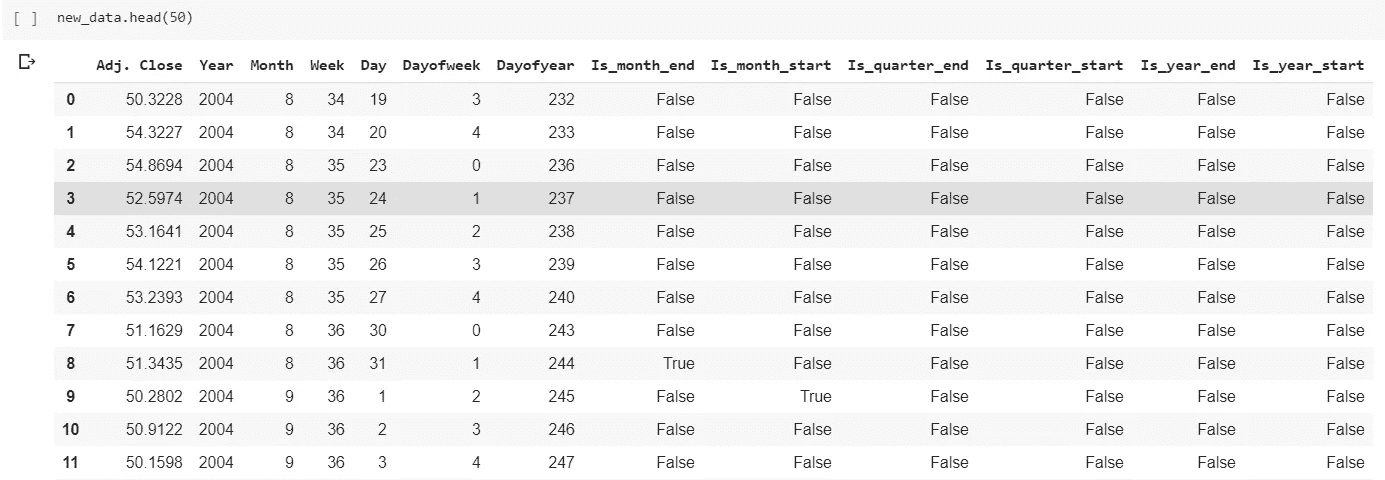 [ ] new_data.head(50)
Adj. Close Year Month Week Day Dayofweek Dayofyear Is_month_end Is_month_start Is_quarter_end Is_quarter_start Is_year_end Is_year_start
0 50.3228 2004 8 34 19 3 232 False False False False False False
1 54.3227 2004 8 34 20 4 233 False False False False False False
2 54.8694 2004 8 35 23 0 236 False False False False False False
3 52.5974 2004 8 35 24 1 237 False False False False False False
4 53.1641 2004 8 35 25 2 238 False False False False False False
5 54.1221 2004 8 35 26 3 239 False False False False False False
6 53.2393 2004 8 35 27 4 240 False False False False False False
7 51.1629 2004 8 36 30 0 243 False False False False False False
8 51.3435 2004 8 36 31 1 244 True False False False False False
9 50.2802 2004 9 36 1 2 245 False True False False False False
10 50.9122 2004 9 36 2 3 246 False False False False False False
11 50.1598 2004 9 36 3 4 247 False False False False False False